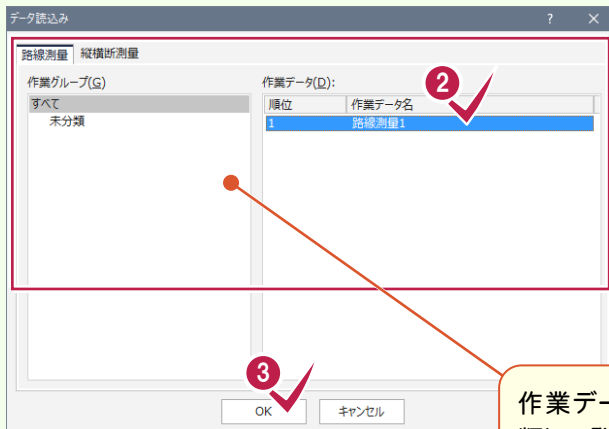 データ読込み ? ×
路線測量 縦横断測量
作業グループ(G) 作業データ(D):
すべて
未分類
順位 作業データ名
1 路線測量1
2
3
OK キャンセル
作業デー